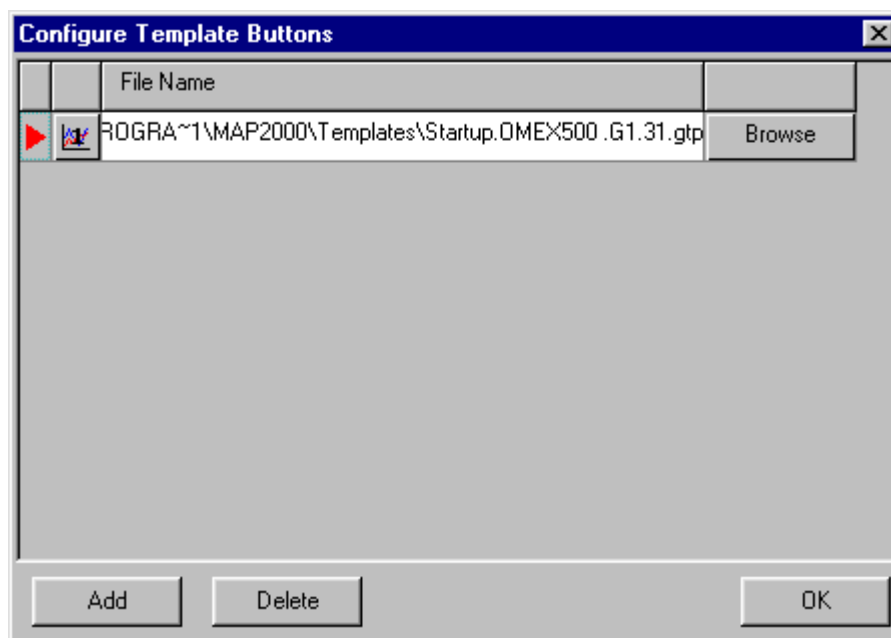 Configure Template Buttons
File Name
ROGRA~1\MAP2000\Templates\Startup.OMEX500 .G1.31.gtp Browse
Add Delete OK